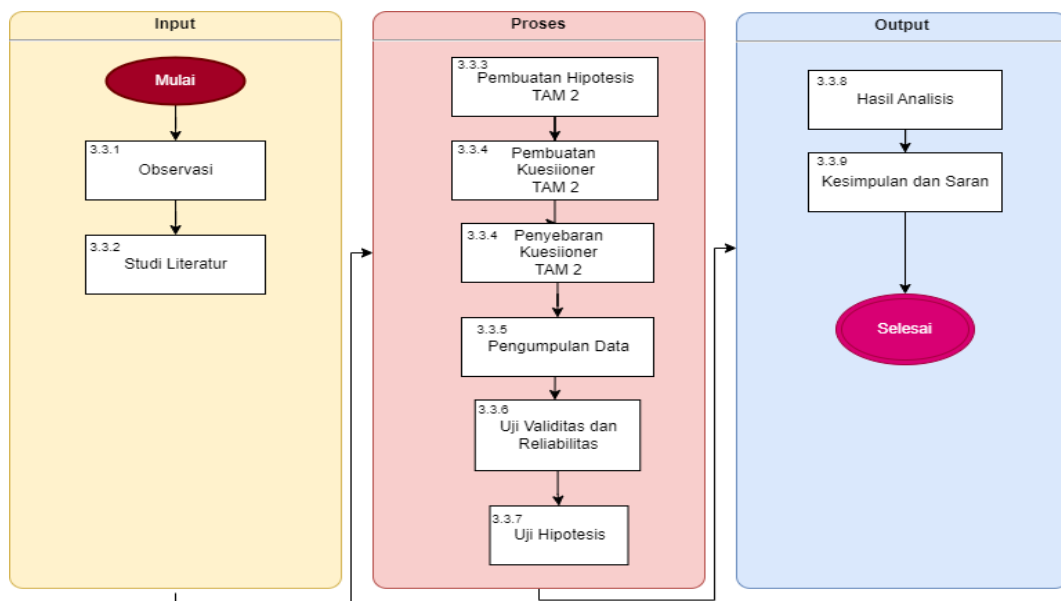 Input
Mulai
3.3.1
Observasi
3.3.2
Studi Literatur
Proses
3.3.3
Pembuatan Hipotesis
TAM 2
3.3.4
Pembuatan
Kuesiioner
TAM 2
3.3.4
Penyebaran
Kuesiioner
TAM 2
3.3.5
Pengumpulan Data
3.3.6
Uji Validitas dan
Reliabilitas
3.3.7
Uji Hipotesis
Output
3.3.8
Hasil Analisis
3.3.9
Kesimpulan dan Saran
Selesai